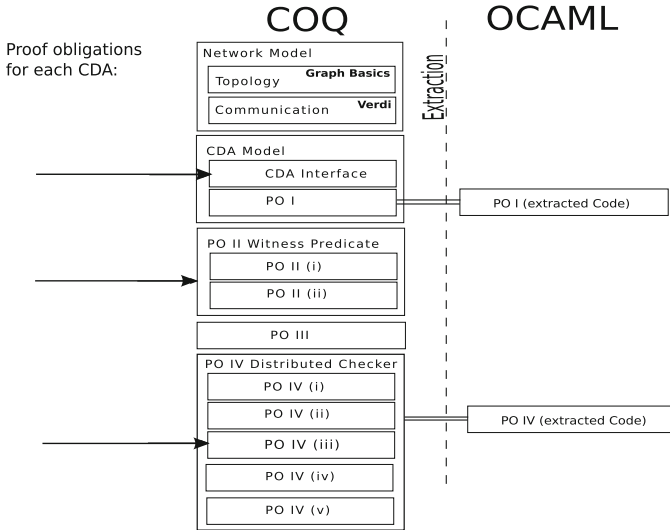 COQ
OCAML
Proof obligations
for each CDA:
Extraction
Network Model
Topology Graph Basics
Communication Verdi
CDA Model
CDA Interface
PO I
PO I (extracted Code)
PO II Witness Predicate
PO II (i)
PO II (ii)
PO III
PO IV Distributed Checker
PO IV (i)
PO IV (ii)
PO IV (extracted Code)
PO IV (iii)
PO IV (iv)
PO IV (v)